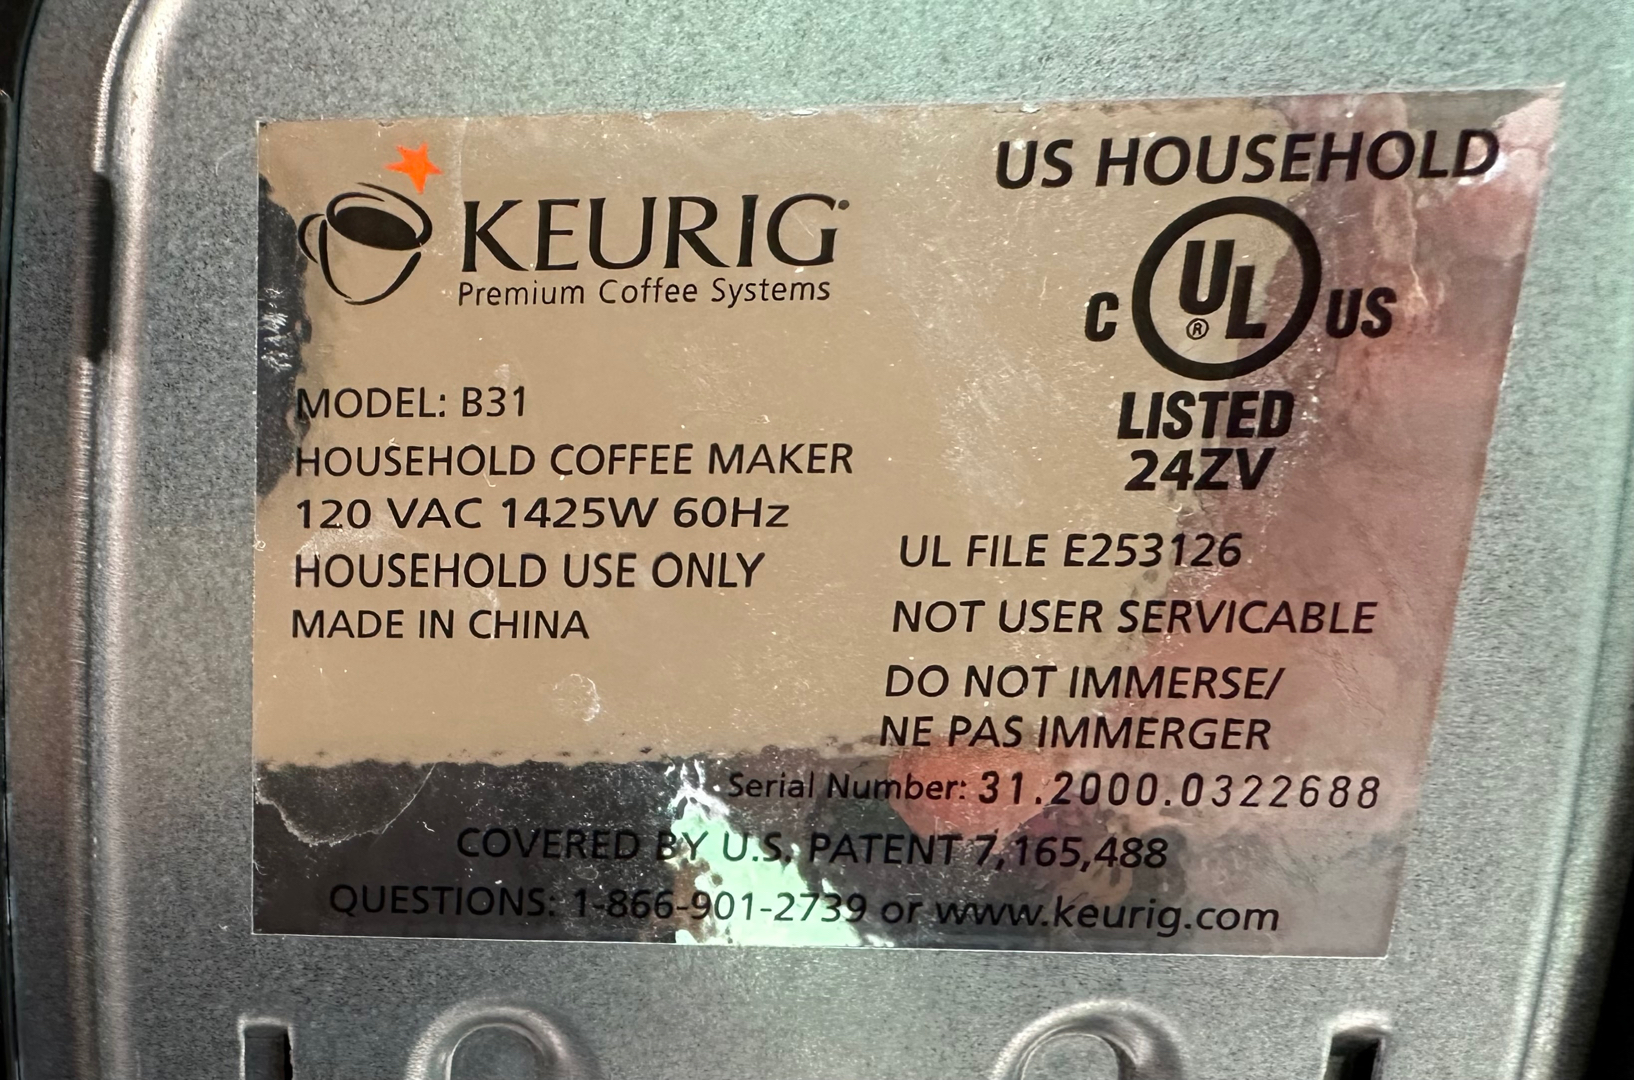 US HOUSEHOLD
KEURIG
Premium Coffee Systems
C UL® US
LISTED
24ZV
MODEL: B31
HOUSEHOLD COFFEE MAKER
120 VAC 1425W 60Hz
HOUSEHOLD USE ONLY
MADE IN CHINA
UL FILE E253126
NOT USER SERVICABLE
DO NOT IMMERSE/
NE PAS IMMERGER
Serial Number: 31.2000.0322688
COVERED BY U.S. PATENT 7,165,488
QUESTIONS: 1-866-901-2739 or www.keurig.com